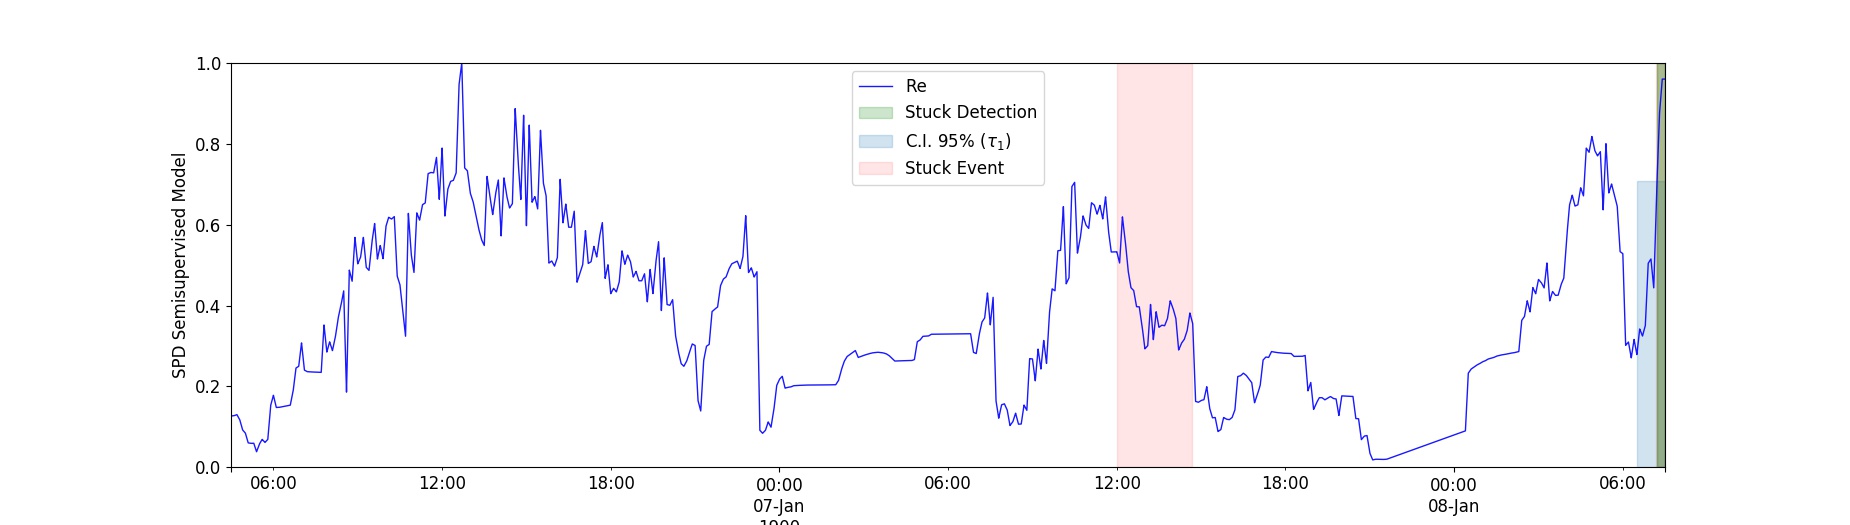 SPD Semisupervised Model
1.0
0.8
0.6
0.4
0.2
0.0
Re
Stuck Detection
C.I. 95% (τ₁)
Stuck Event
06:00 12:00 18:00 00:00 06:00 12:00 18:00 00:00 06:00
07-Jan 08-Jan
1900